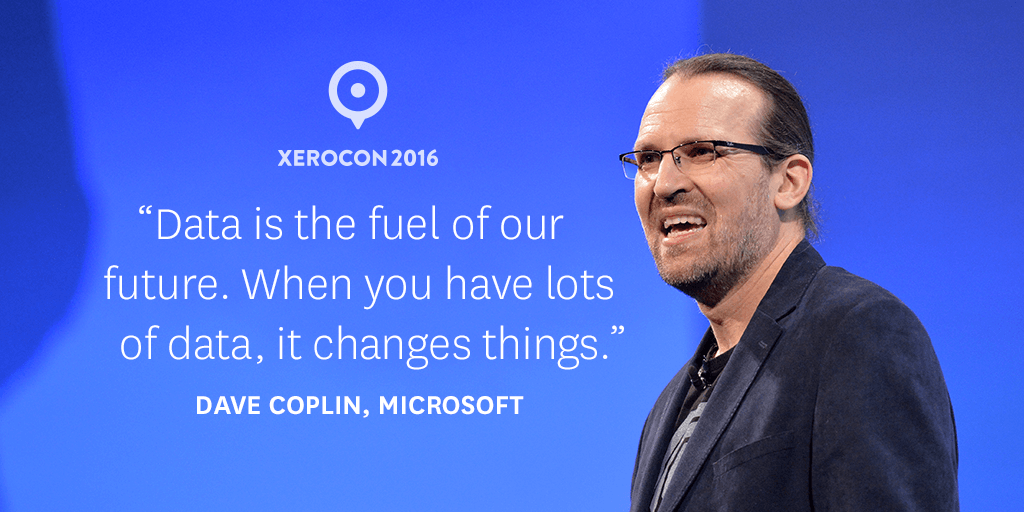 XEROCON 2016
“Data is the fuel of our
future. When you have lots
of data, it changes things.”
DAVE COPLIN, MICROSOFT